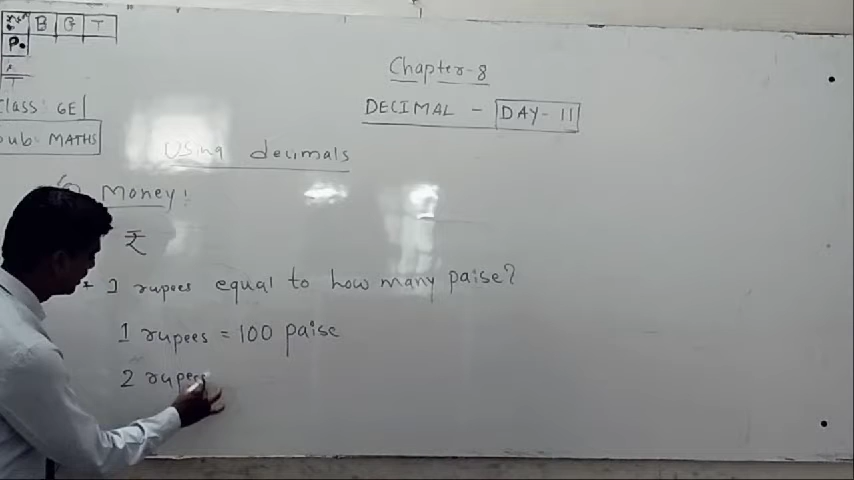 B G T
P.
T
Chapter-8
Class: 6E
DECIMAL - DAY-11
Sub: MATHS
Using decimals
Money:
₹
* 1 rupees equal to how many paise?
1 rupees = 100 paise
2 rupees